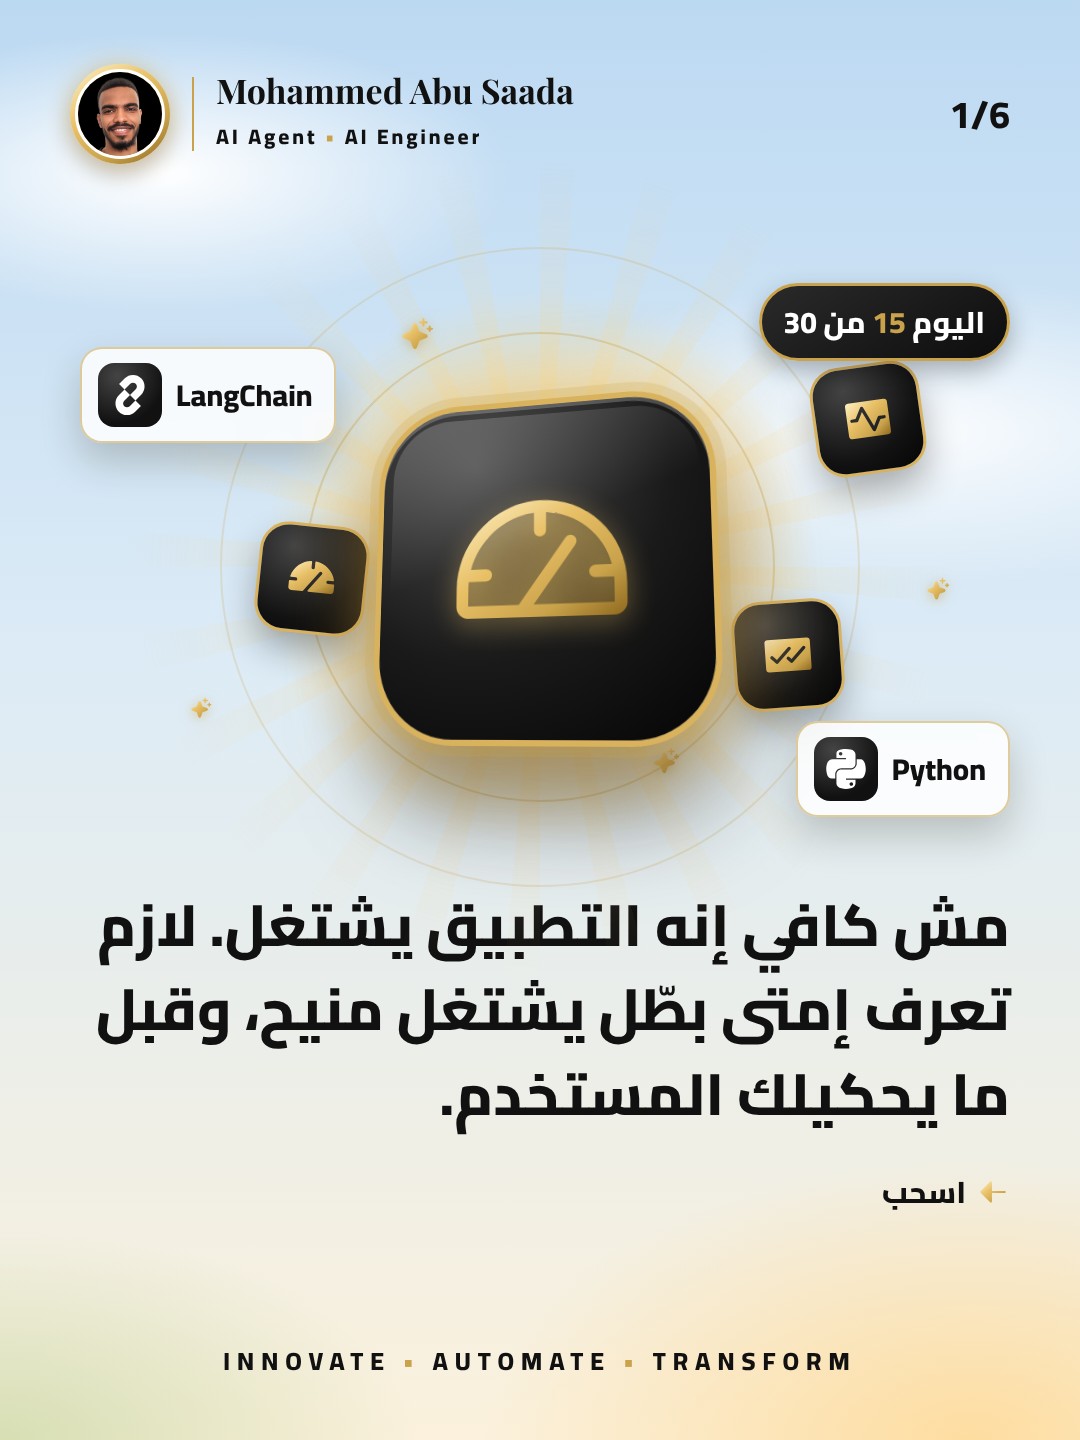 Mohammed Abu Saada
AI Agent ▪ AI Engineer
1/6
اليوم 15 من 30
LangChain
Python
مش كافي إنه التطبيق يشتغل. لازم
تعرف إمتى بطّل يشتغل منيح، وقبل
ما يحكيلك المستخدم.
← اسحب
INNOVATE ▪ AUTOMATE ▪ TRANSFORM